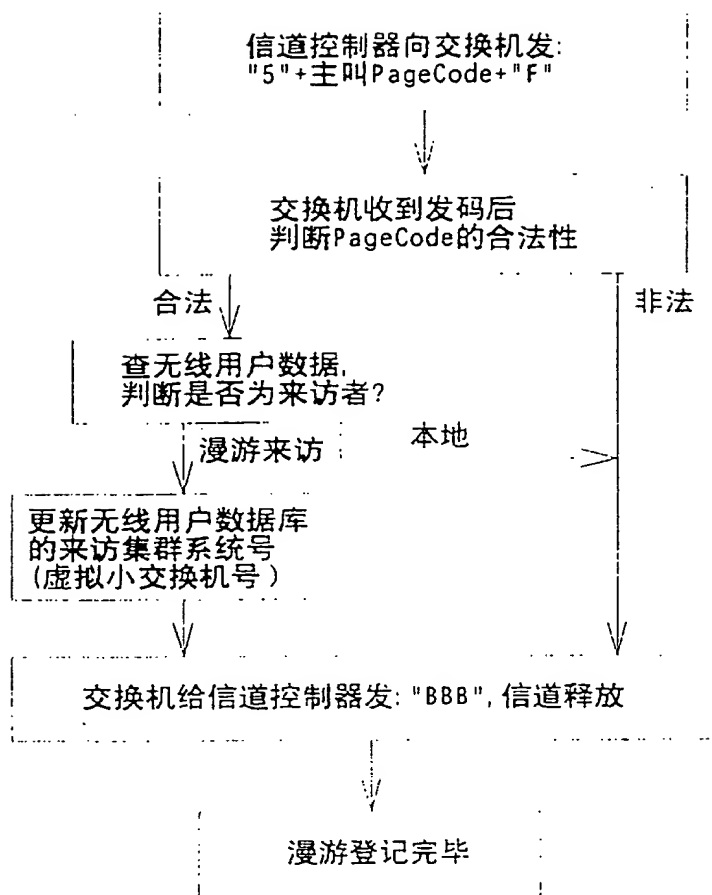 信道控制器向交换机发:
"5"+主叫PageCode+"F"
交换机收到发码后
判断PageCode的合法性
合法
非法
查无线用户数据,
判断是否为来访者?
漫游来访
本地
更新无线用户数据库
的来访集群系统号
(虚拟小交换机号)
交换机给信道控制器发:"BBB",信道释放
漫游登记完毕